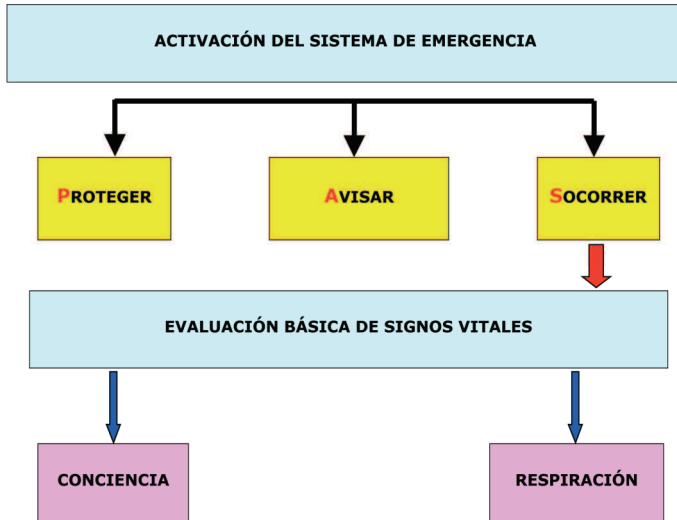 ACTIVACIÓN DEL SISTEMA DE EMERGENCIA
PROTEGER
AVISAR
SOCORRER
EVALUACIÓN BÁSICA DE SIGNOS VITALES
CONCIENCIA
RESPIRACIÓN